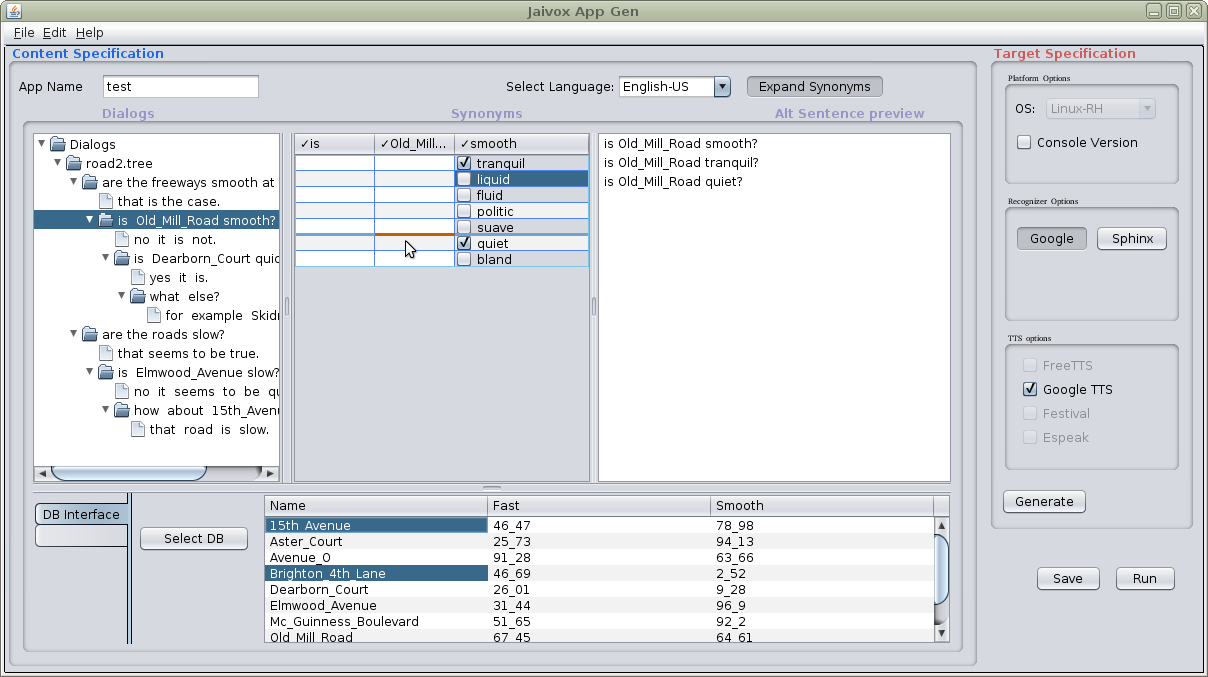 Jaivox App Gen
File Edit Help
Content Specification
App Name test
Select Language: English-US Expand Synonyms
Dialogs
Dialogs
road2.tree
are the freeways smooth at
that is the case.
is Old_Mill_Road smooth?
no it is not.
is Dearborn_Court quic
yes it is.
what else?
for example Skid
are the roads slow?
that seems to be true.
is Elmwood_Avenue slow?
no it seems to be qu
how about 15th_Aven
that road is slow.
Synonyms
✓is ✓Old_Mill... ✓smooth
tranquil
liquid
fluid
politic
suave
quiet
bland
Alt Sentence preview
is Old_Mill_Road smooth?
is Old_Mill_Road tranquil?
is Old_Mill_Road quiet?
DB Interface
Select DB
Name Fast Smooth
15th_Avenue 46_47 78_98
Aster_Court 25_73 94_13
Avenue_O 91_28 63_66
Brighton_4th_Lane 46_69 2_52
Dearborn_Court 26_01 9_28
Elmwood_Avenue 31_44 96_9
Mc_Guinness_Boulevard 51_65 92_2
Old_Mill_Road 67_45 64_61
Target Specification
Platform Options
OS: Linux-RH
Console Version
Recognizer Options
Google Sphinx
TTS options
FreeTTS
Google TTS
Festival
Espeak
Generate
Save Run